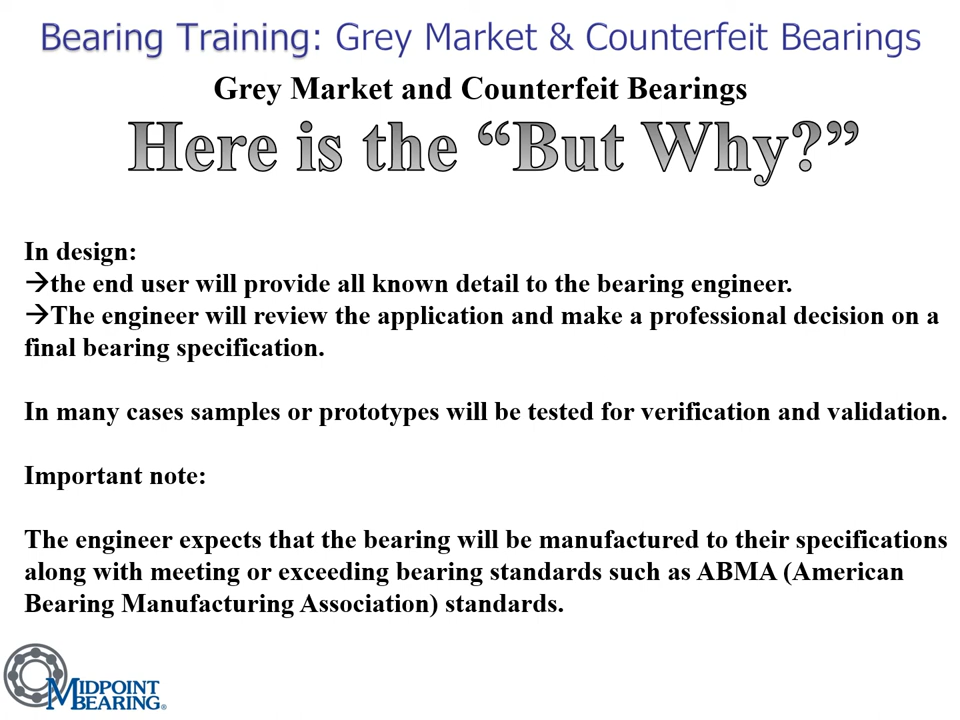 Bearing Training: Grey Market & Counterfeit Bearings
Grey Market and Counterfeit Bearings
Here is the “But Why?”
In design:
→the end user will provide all known detail to the bearing engineer.
→The engineer will review the application and make a professional decision on a
final bearing specification.
In many cases samples or prototypes will be tested for verification and validation.
Important note:
The engineer expects that the bearing will be manufactured to their specifications
along with meeting or exceeding bearing standards such as ABMA (American
Bearing Manufacturing Association) standards.
MIDPOINT
BEARING®